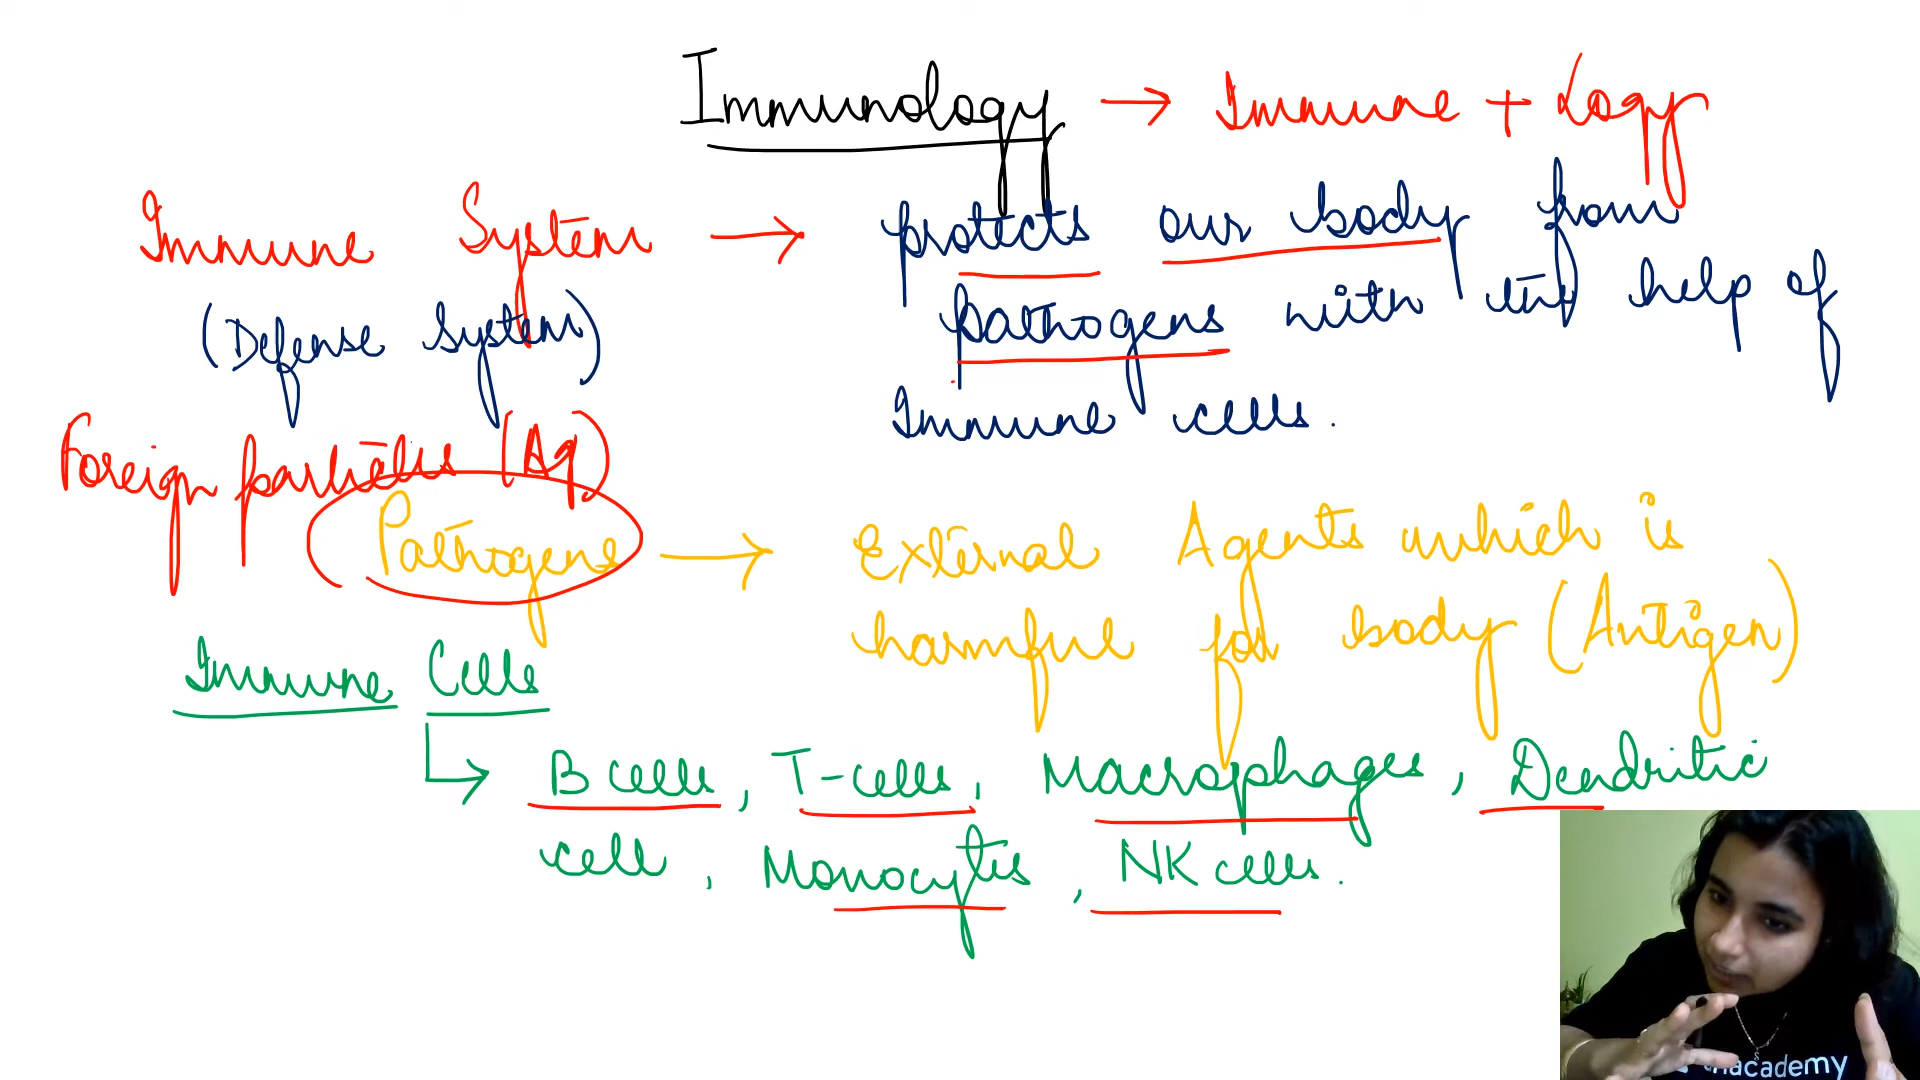 Immunology → Immune + Logy
Immune System → protects our body from
(Defense System) pathogens with the help of
Immune cells.
Foreign particles (Ag)
Pathogens → External Agents which is
harmful for body (Antigen)
Immune Cells
B cells, T-cells, Macrophages, Dendritic
cell, Monocytes, NK cells.
nacademy